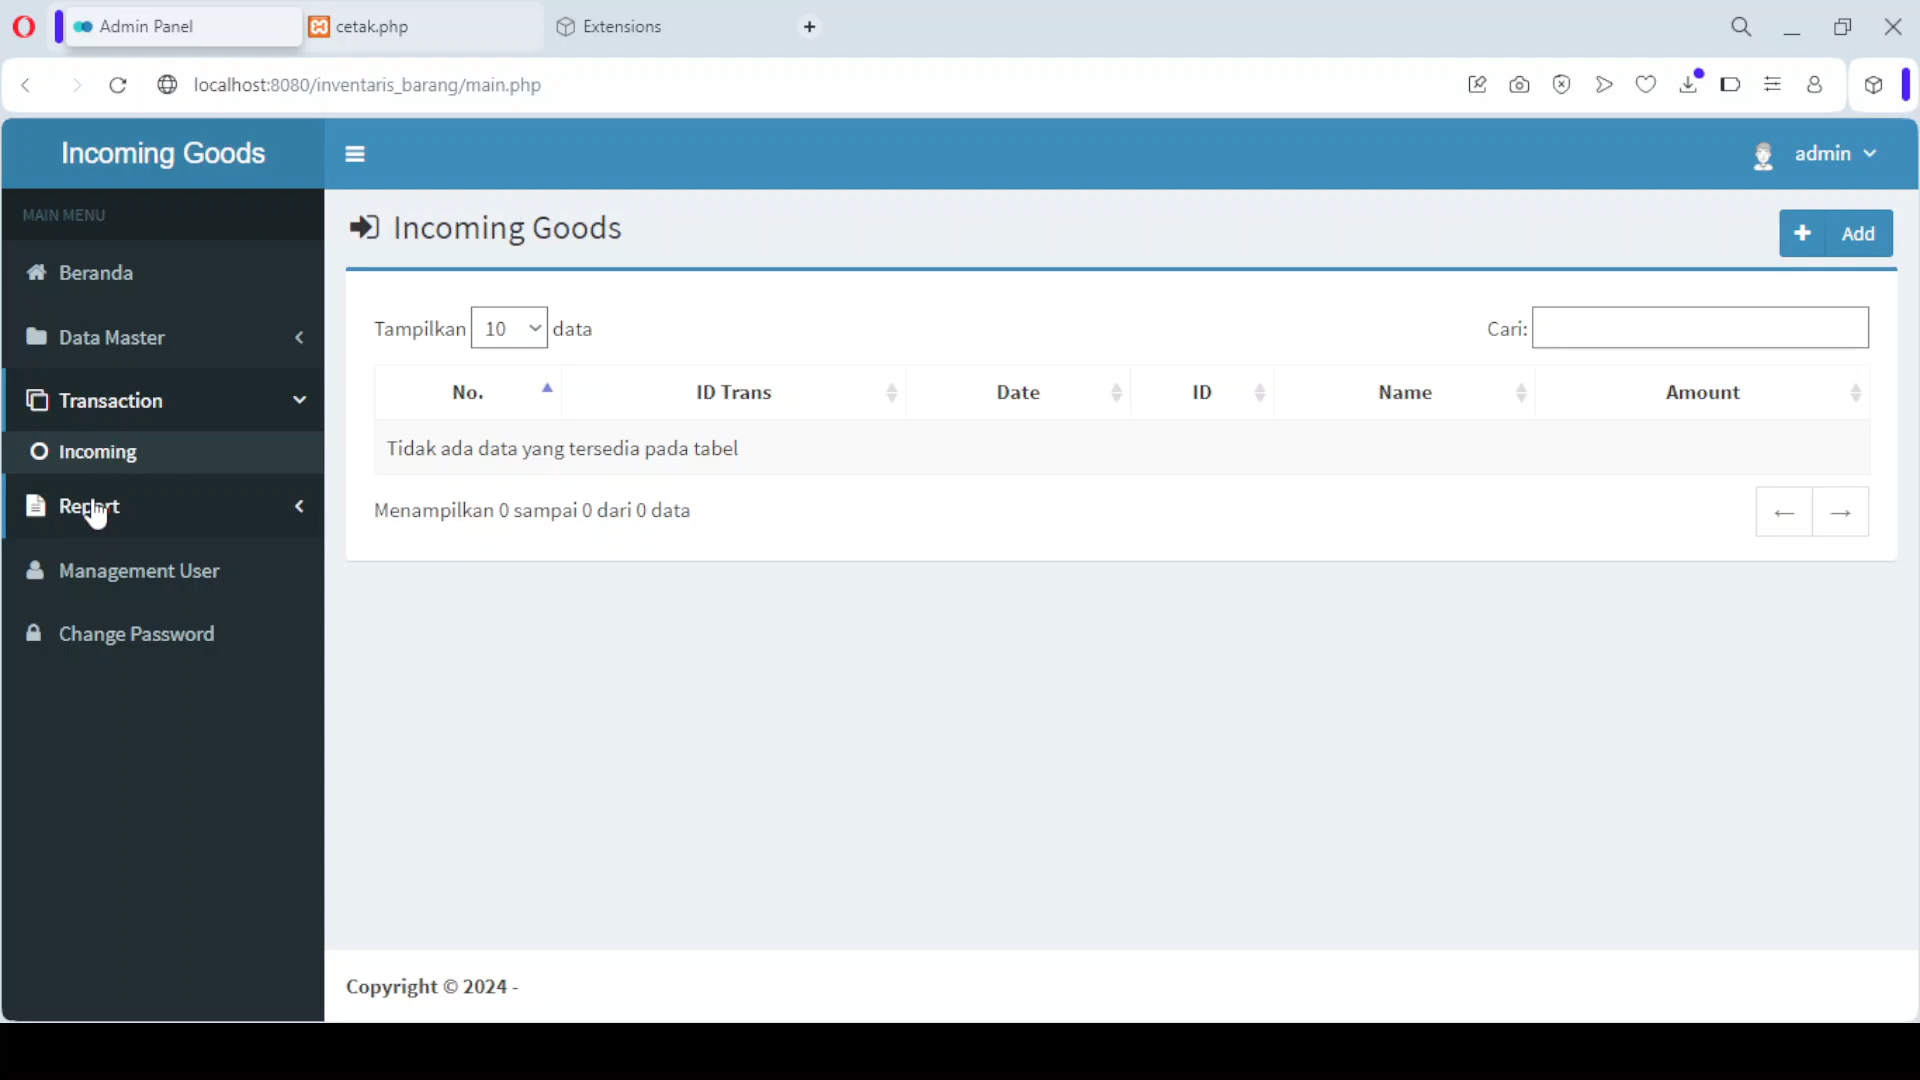 Admin Panel
cetak.php
Extensions
localhost:8080/inventaris_barang/main.php
Incoming Goods
admin
MAIN MENU
Beranda
Data Master
Transaction
Incoming
Report
Management User
Change Password
Incoming Goods
Add
Tampilkan 10 data
Cari:
No. ID Trans Date ID Name Amount
Tidak ada data yang tersedia pada tabel
Menampilkan 0 sampai 0 dari 0 data
← →
Copyright © 2024 -